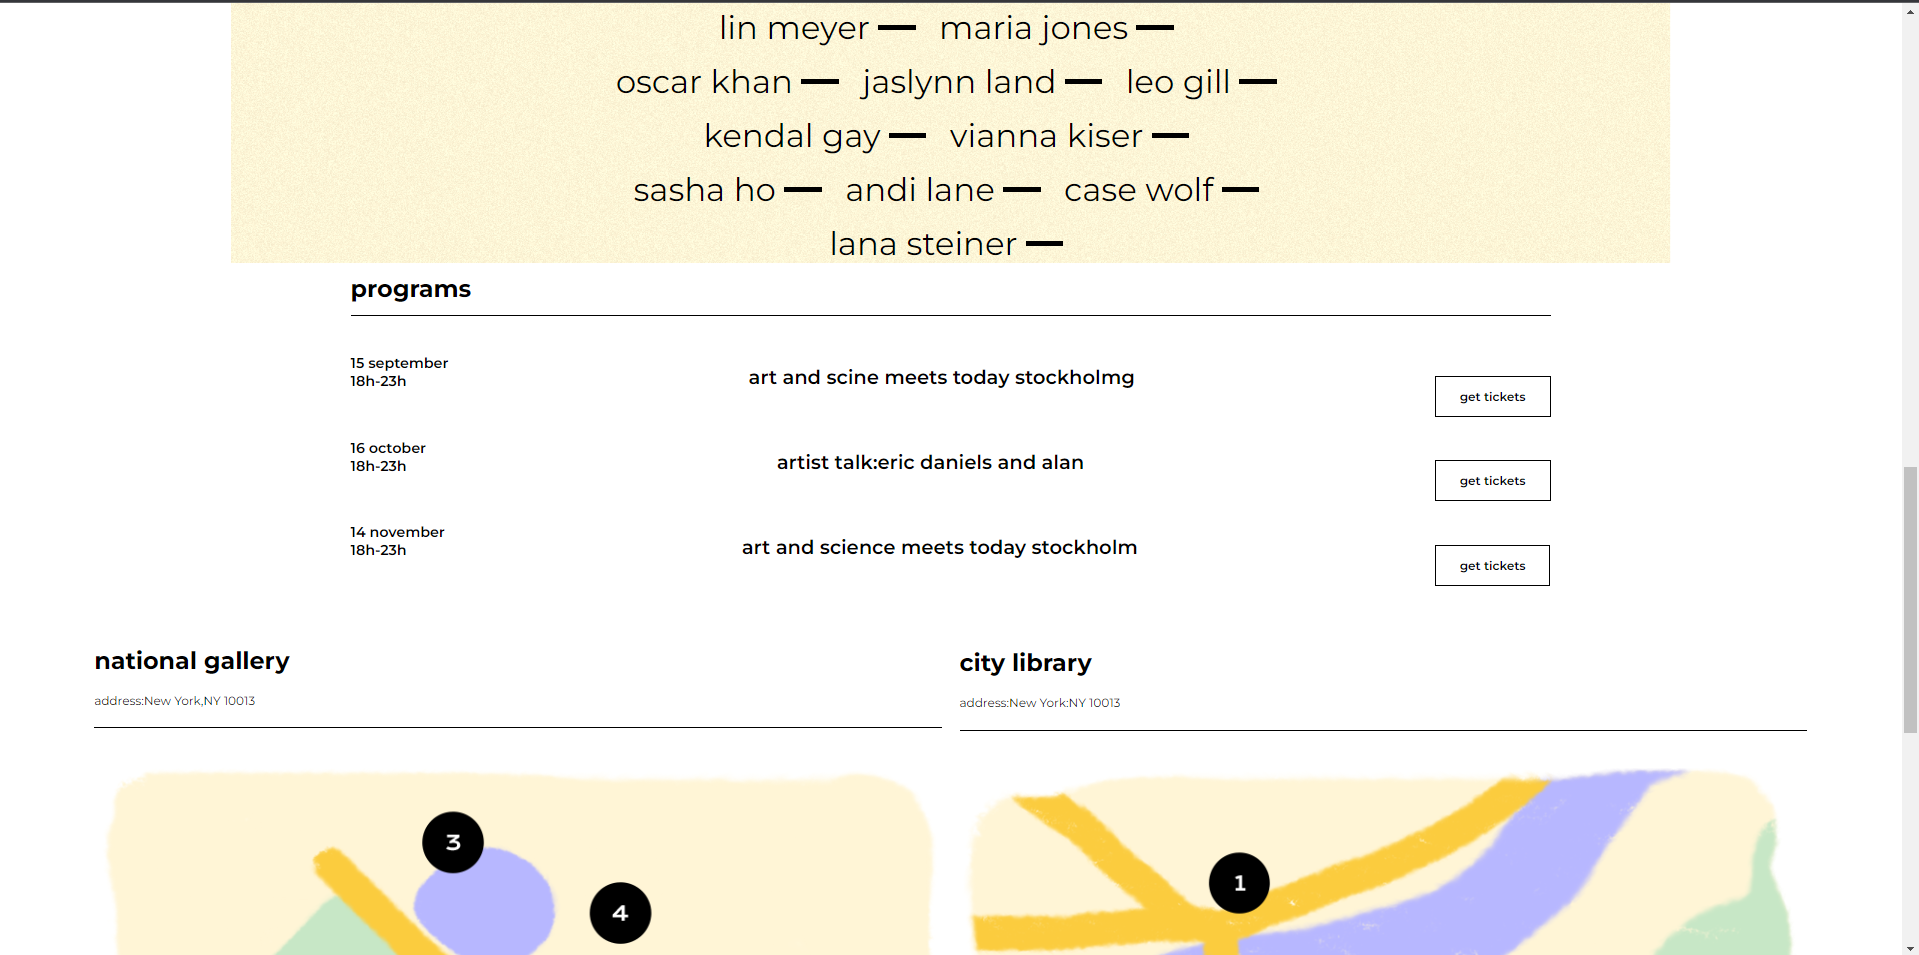 lin meyer — maria jones —
oscar khan — jaslynn land — leo gill —
kendal gay — vianna kiser —
sasha ho — andi lane — case wolf —
lana steiner —
programs
15 september
18h-23h
art and scine meets today stockholmg
get tickets
16 october
18h-23h
artist talk:eric daniels and alan
get tickets
14 november
18h-23h
art and science meets today stockholm
get tickets
national gallery
address:New York,NY 10013
city library
address:New York:NY 10013
3
4
1